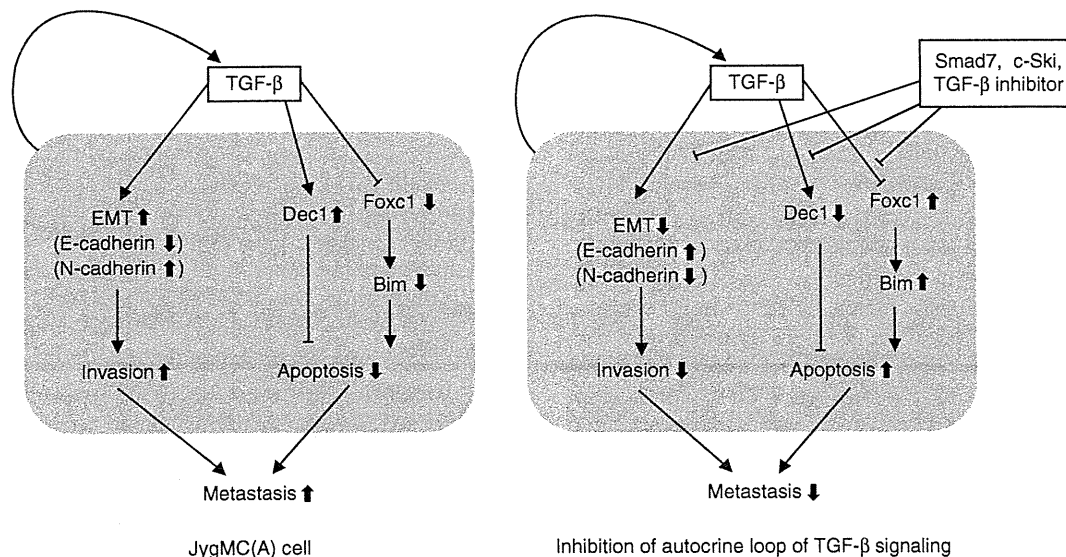 TGF-β
EMT ⬆
(E-cadherin ⬇)
(N-cadherin ⬆)
Dec1 ⬆
Foxc1 ⬇
Bim ⬇
Invasion ⬆
Apoptosis ⬇
Metastasis ⬆
JygMC(A) cell
TGF-β
Smad7, c-Ski,
TGF-β inhibitor
EMT ⬇
(E-cadherin ⬆)
(N-cadherin ⬇)
Dec1 ⬇
Foxc1 ⬆
Bim ⬆
Invasion ⬇
Apoptosis ⬆
Metastasis ⬇
Inhibition of autocrine loop of TGF-β signaling